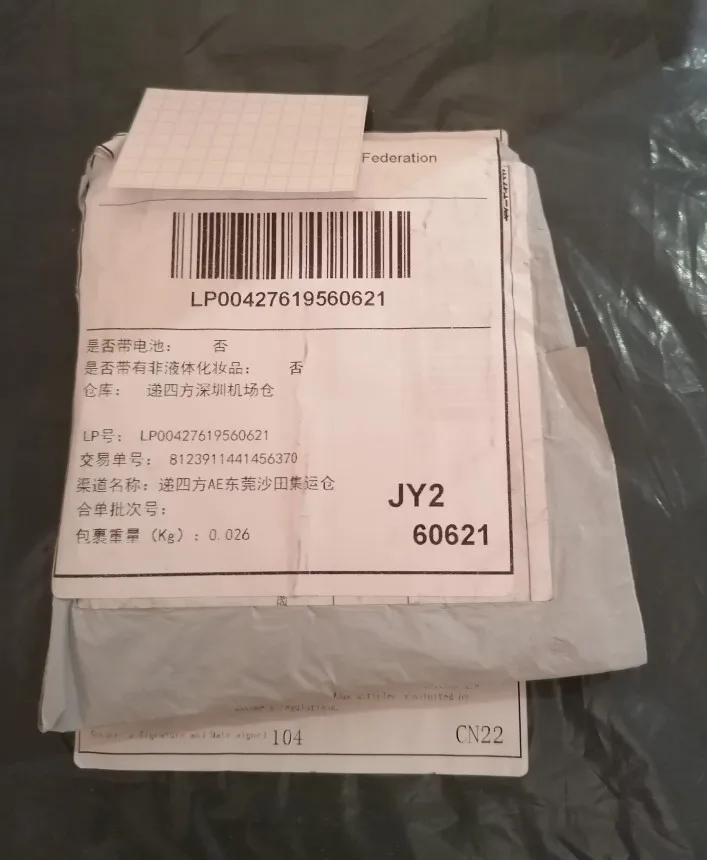 Federation
LP00427619560621
是否带电池： 否
是否带有非液体化妆品： 否
仓库： 递四方深圳机场仓
LP号： LP00427619560621
交易单号： 8123911441456370
渠道名称：递四方AE东莞沙田集运仓
合单批次号：
包裹重量（Kg）：0.026
JY2
60621
104
CN22